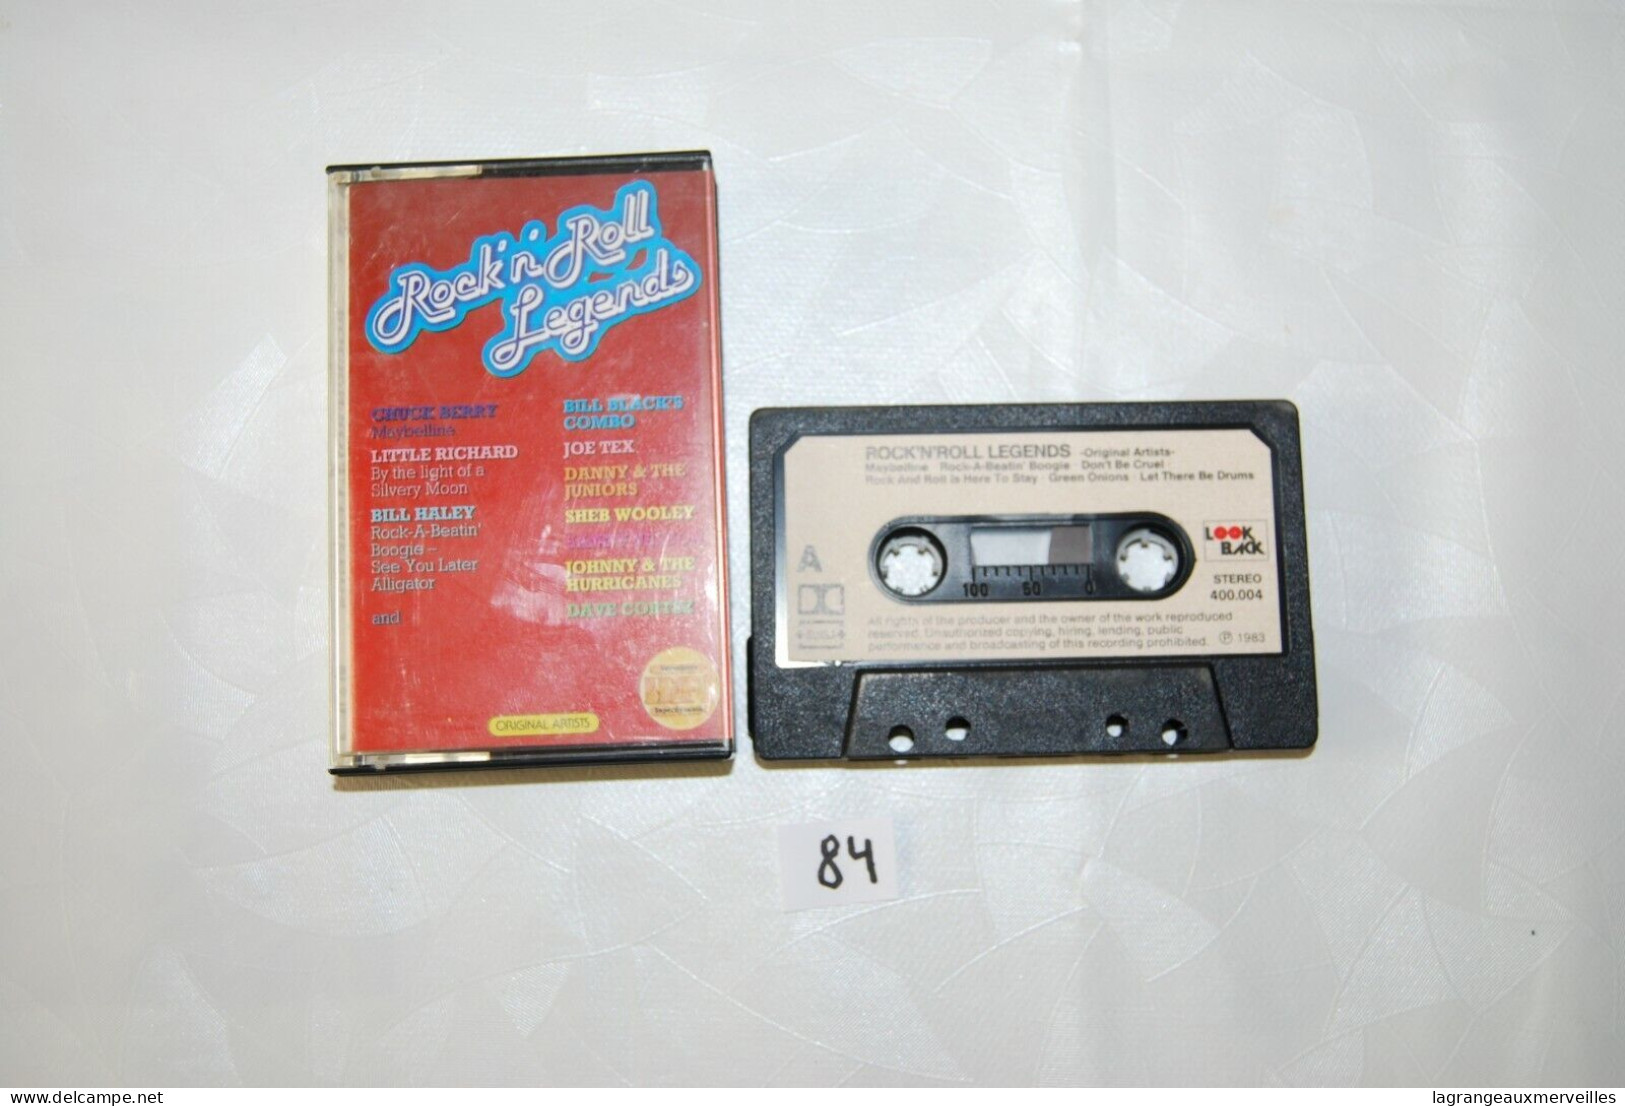 Rock'n'Roll
Legends
CHUCK BERRY
Maybelline
LITTLE RICHARD
By the light of a
Silvery Moon
BILL HALEY
Rock-A-Beatin'
Boogie –
See You Later
Alligator
and
BILL BLACK'S
COMBO
JOE TEX
DANNY & THE
JUNIORS
SHEB WOOLEY
JOHNNY & THE
HURRICANES
DAVE CORTEZ
ORIGINAL ARTISTS
ROCK'N'ROLL LEGENDS -Original Artists-
Maybelline · Rock-A-Beatin' Boogie · Don't Be Cruel ·
Rock And Roll is Here To Stay · Green Onions · Let There Be Drums
A
100 50 0
LOOK
BACK
STEREO
400.004
All rights of the producer and the owner of the work reproduced
reserved. Unauthorized copying, hiring, lending, public
performance and broadcasting of this recording prohibited. ℗ 1983
84
delcampe.net
lagrangeauxmerveilles